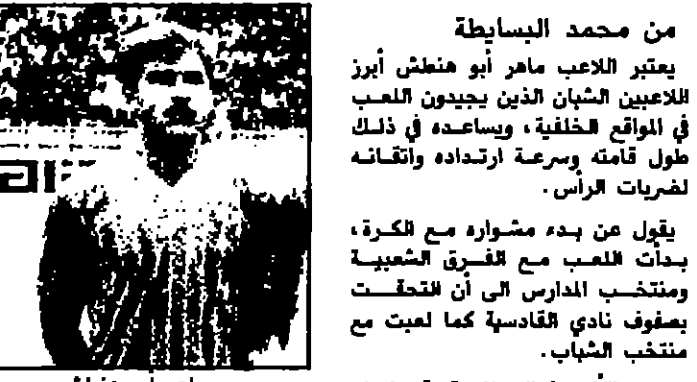 من محمد البسايطة
يعتبر اللاعب ماهر أبو هنطش أبرز
اللاعبين الشبان الذين يجيدون اللعب
في المواقع الخلفية، ويساعده في ذلك
طول قامته وسرعة ارتداده واتقانه
لضربات الرأس.
يقول عن بدء مشواره مع الكرة،
بدأت اللعب مع الفرق الشعبية
ومنتخب المدارس الى أن التحقت
بصفوف نادي القادسية كما لعبت مع
منتخب الشباب.